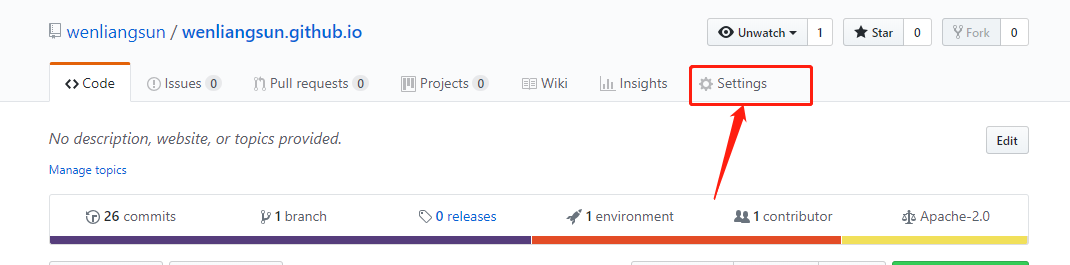 wenliangsun / wenliangsun.github.io Unwatch 1 Star 0 Fork 0
Code Issues 0 Pull requests 0 Projects 0 Wiki Insights Settings
No description, website, or topics provided. Edit
Manage topics
26 commits 1 branch 0 releases 1 environment 1 contributor Apache-2.0